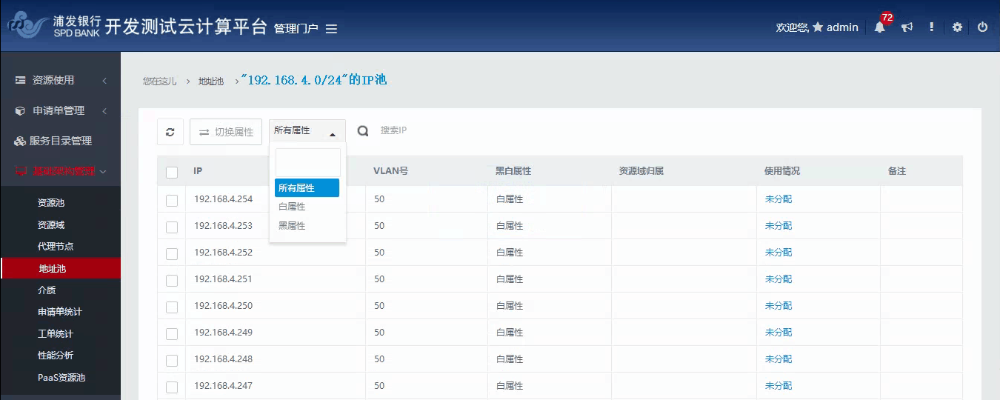 浦发银行
SPD BANK
开发测试云计算平台
管理门户
欢迎您, admin
72
资源使用
申请单管理
服务目录管理
基础架构管理
资源池
资源域
代理节点
地址池
介质
申请单统计
工单统计
性能分析
PaaS资源池
您在这儿 > 地址池 > "192.168.4.0/24"的IP池
切换属性 所有属性 搜索IP
所有属性
白属性
黑属性
IP VLAN号 黑白属性 资源域归属 使用情况 备注
192.168.4.254 50 白属性 未分配
192.168.4.253 50 白属性 未分配
192.168.4.252 50 白属性 未分配
192.168.4.251 50 白属性 未分配
192.168.4.250 50 白属性 未分配
192.168.4.249 50 白属性 未分配
192.168.4.248 50 白属性 未分配
192.168.4.247 50 白属性 未分配